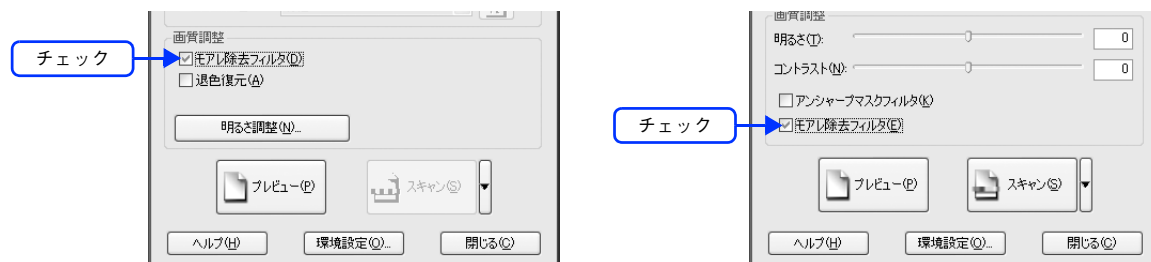 画質調整
チェック
モアレ除去フィルタ(D)
退色復元(A)
明るさ調整(N)...
プレビュー(P)
スキャン(S)
ヘルプ(H)
環境設定(O)...
閉じる(C)
画質調整
明るさ(T):
0
コントラスト(N):
0
アンシャープマスクフィルタ(K)
チェック
モアレ除去フィルタ(E)
プレビュー(P)
スキャン(S)
ヘルプ(H)
環境設定(O)...
閉じる(C)